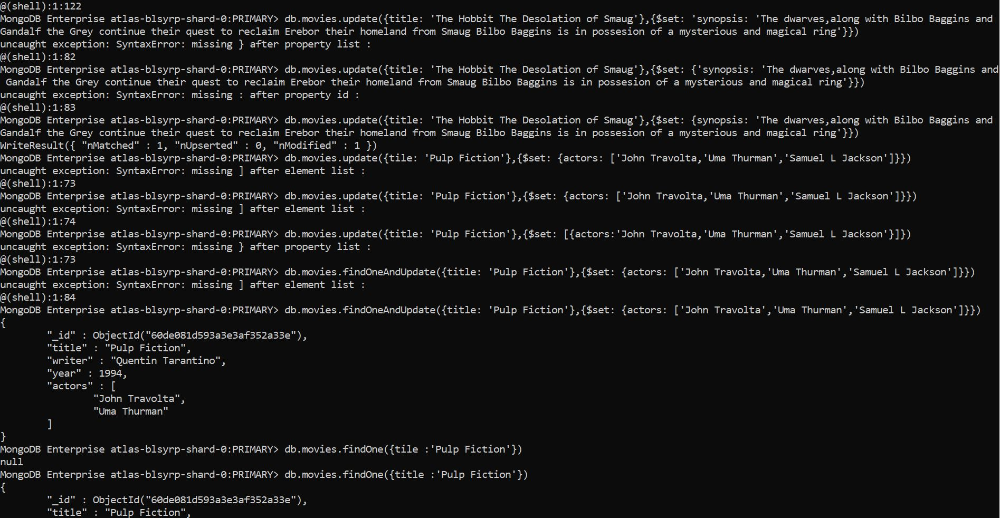 @(shell):1:122
MongoDB Enterprise atlas-blsyrp-shard-0:PRIMARY> db.movies.update({title: 'The Hobbit The Desolation of Smaug'},{$set: 'synopsis: 'The dwarves,along with Bilbo Baggins and
Gandalf the Grey continue their quest to reclaim Erebor their homeland from Smaug Bilbo Baggins is in possesion of a mysterious and magical ring'}})
uncaught exception: SyntaxError: missing } after property list :
@(shell):1:82
MongoDB Enterprise atlas-blsyrp-shard-0:PRIMARY> db.movies.update({title: 'The Hobbit The Desolation of Smaug'},{$set: {'synopsis: 'The dwarves,along with Bilbo Baggins and
 Gandalf the Grey continue their quest to reclaim Erebor their homeland from Smaug Bilbo Baggins is in possesion of a mysterious and magical ring'}})
uncaught exception: SyntaxError: missing : after property id :
@(shell):1:83
MongoDB Enterprise atlas-blsyrp-shard-0:PRIMARY> db.movies.update({title: 'The Hobbit The Desolation of Smaug'},{$set: {synopsis: 'The dwarves,along with Bilbo Baggins and
Gandalf the Grey continue their quest to reclaim Erebor their homeland from Smaug Bilbo Baggins is in possesion of a mysterious and magical ring'}})
WriteResult({ "nMatched" : 1, "nUpserted" : 0, "nModified" : 1 })
MongoDB Enterprise atlas-blsyrp-shard-0:PRIMARY> db.movies.update({tile: 'Pulp Fiction'},{$set: {actors: ['John Travolta,'Uma Thurman','Samuel L Jackson']}})
uncaught exception: SyntaxError: missing ] after element list :
@(shell):1:73
MongoDB Enterprise atlas-blsyrp-shard-0:PRIMARY> db.movies.update({title: 'Pulp Fiction'},{$set: {actors: ['John Travolta,'Uma Thurman','Samuel L Jackson']}})
uncaught exception: SyntaxError: missing ] after element list :
@(shell):1:74
MongoDB Enterprise atlas-blsyrp-shard-0:PRIMARY> db.movies.update({title: 'Pulp Fiction'},{$set: [{actors:'John Travolta,'Uma Thurman','Samuel L Jackson'}]})
uncaught exception: SyntaxError: missing } after property list :
@(shell):1:73
MongoDB Enterprise atlas-blsyrp-shard-0:PRIMARY> db.movies.findOneAndUpdate({title: 'Pulp Fiction'},{$set: {actors: ['John Travolta,'Uma Thurman','Samuel L Jackson']}})
uncaught exception: SyntaxError: missing ] after element list :
@(shell):1:84
MongoDB Enterprise atlas-blsyrp-shard-0:PRIMARY> db.movies.findOneAndUpdate({title: 'Pulp Fiction'},{$set: {actors: ['John Travolta','Uma Thurman','Samuel L Jackson']}})
{
        "_id" : ObjectId("60de081d593a3e3af352a33e"),
        "title" : "Pulp Fiction",
        "writer" : "Quentin Tarantino",
        "year" : 1994,
        "actors" : [
                "John Travolta",
                "Uma Thurman"
        ]
}
MongoDB Enterprise atlas-blsyrp-shard-0:PRIMARY> db.movies.findOne({tile :'Pulp Fiction'})
null
MongoDB Enterprise atlas-blsyrp-shard-0:PRIMARY> db.movies.findOne({title :'Pulp Fiction'})
{
        "_id" : ObjectId("60de081d593a3e3af352a33e"),
        "title" : "Pulp Fiction",